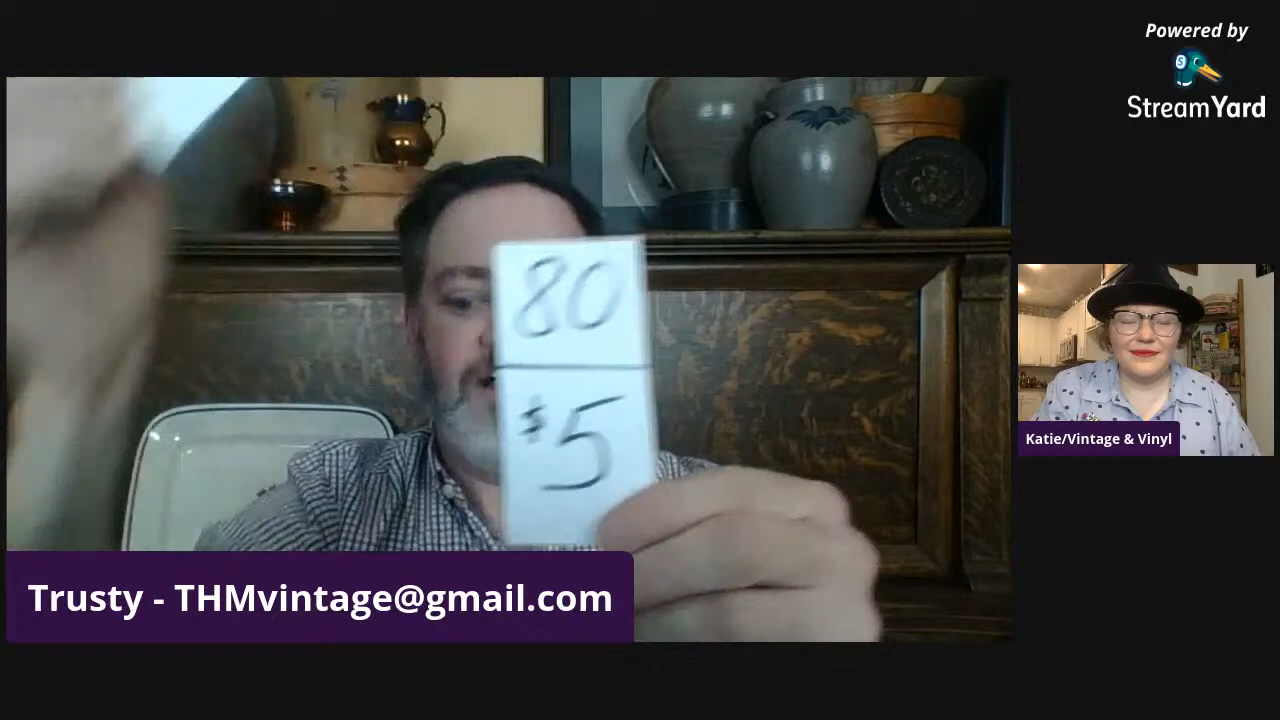 Powered by
StreamYard
80
$5
Katie/Vintage & Vinyl
Trusty - THMvintage@gmail.com